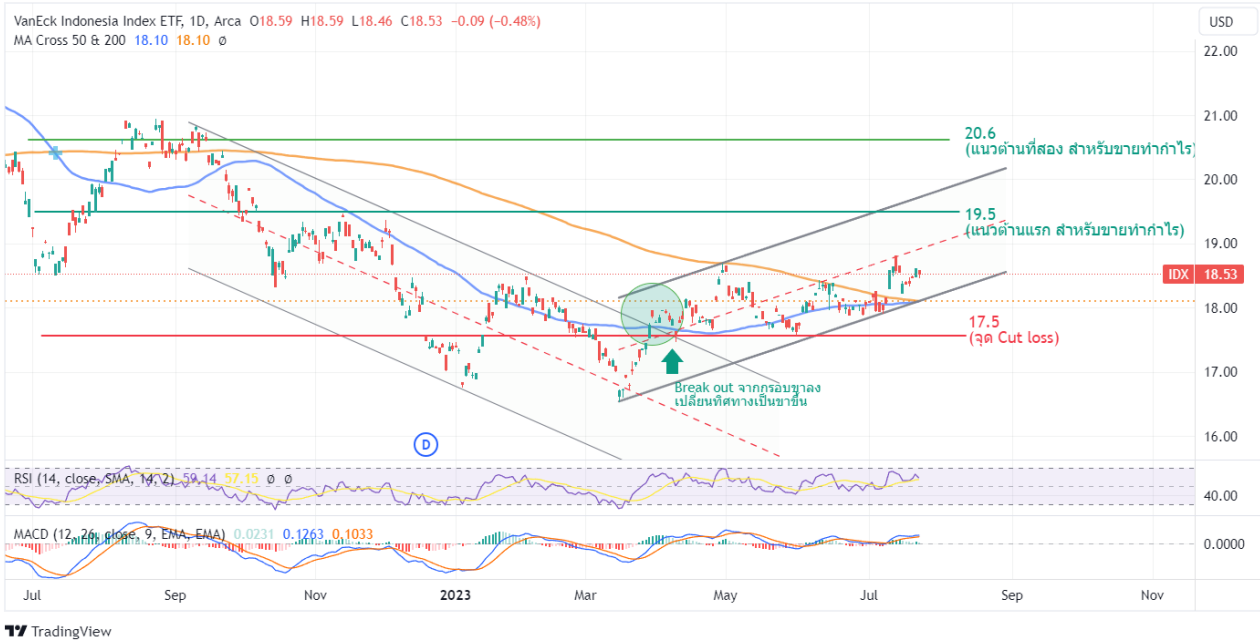 VanEck Indonesia Index ETF, 1D, Arca O18.59 H18.59 L18.46 C18.53 −0.09 (−0.48%)
USD
MA Cross 50 & 200 18.10 18.10 ∅
22.00
21.00
20.6
(แนวต้านที่สอง สำหรับขายทำกำไร)
20.00
19.5
(แนวต้านแรก สำหรับขายทำกำไร)
19.00
IDX 18.53
18.00
17.5
(จุด Cut loss)
17.00
Break out จากกรอบขาลง
เปลี่ยนทิศทางเป็นขาขึ้น
16.00
D
RSI (14, close, SMA, 14, 2) 59.14 57.15 ∅ ∅
40.00
MACD (12, 26, close, 9, EMA, EMA) 0.0231 0.1263 0.1033
0.0000
Jul Sep Nov 2023 Mar May Jul Sep Nov
TradingView